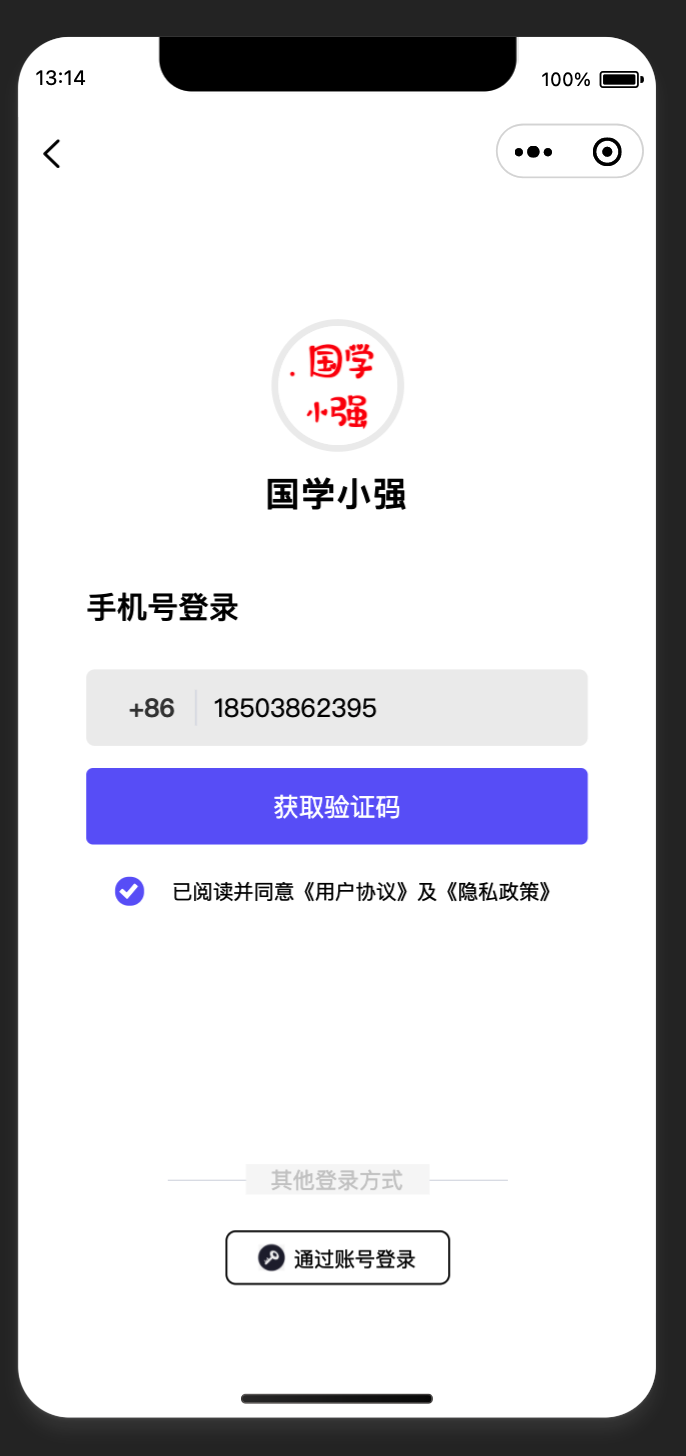 13:14
100%
. 国学
小强
国学小强
手机号登录
+86 18503862395
获取验证码
已阅读并同意《用户协议》及《隐私政策》
其他登录方式
通过账号登录